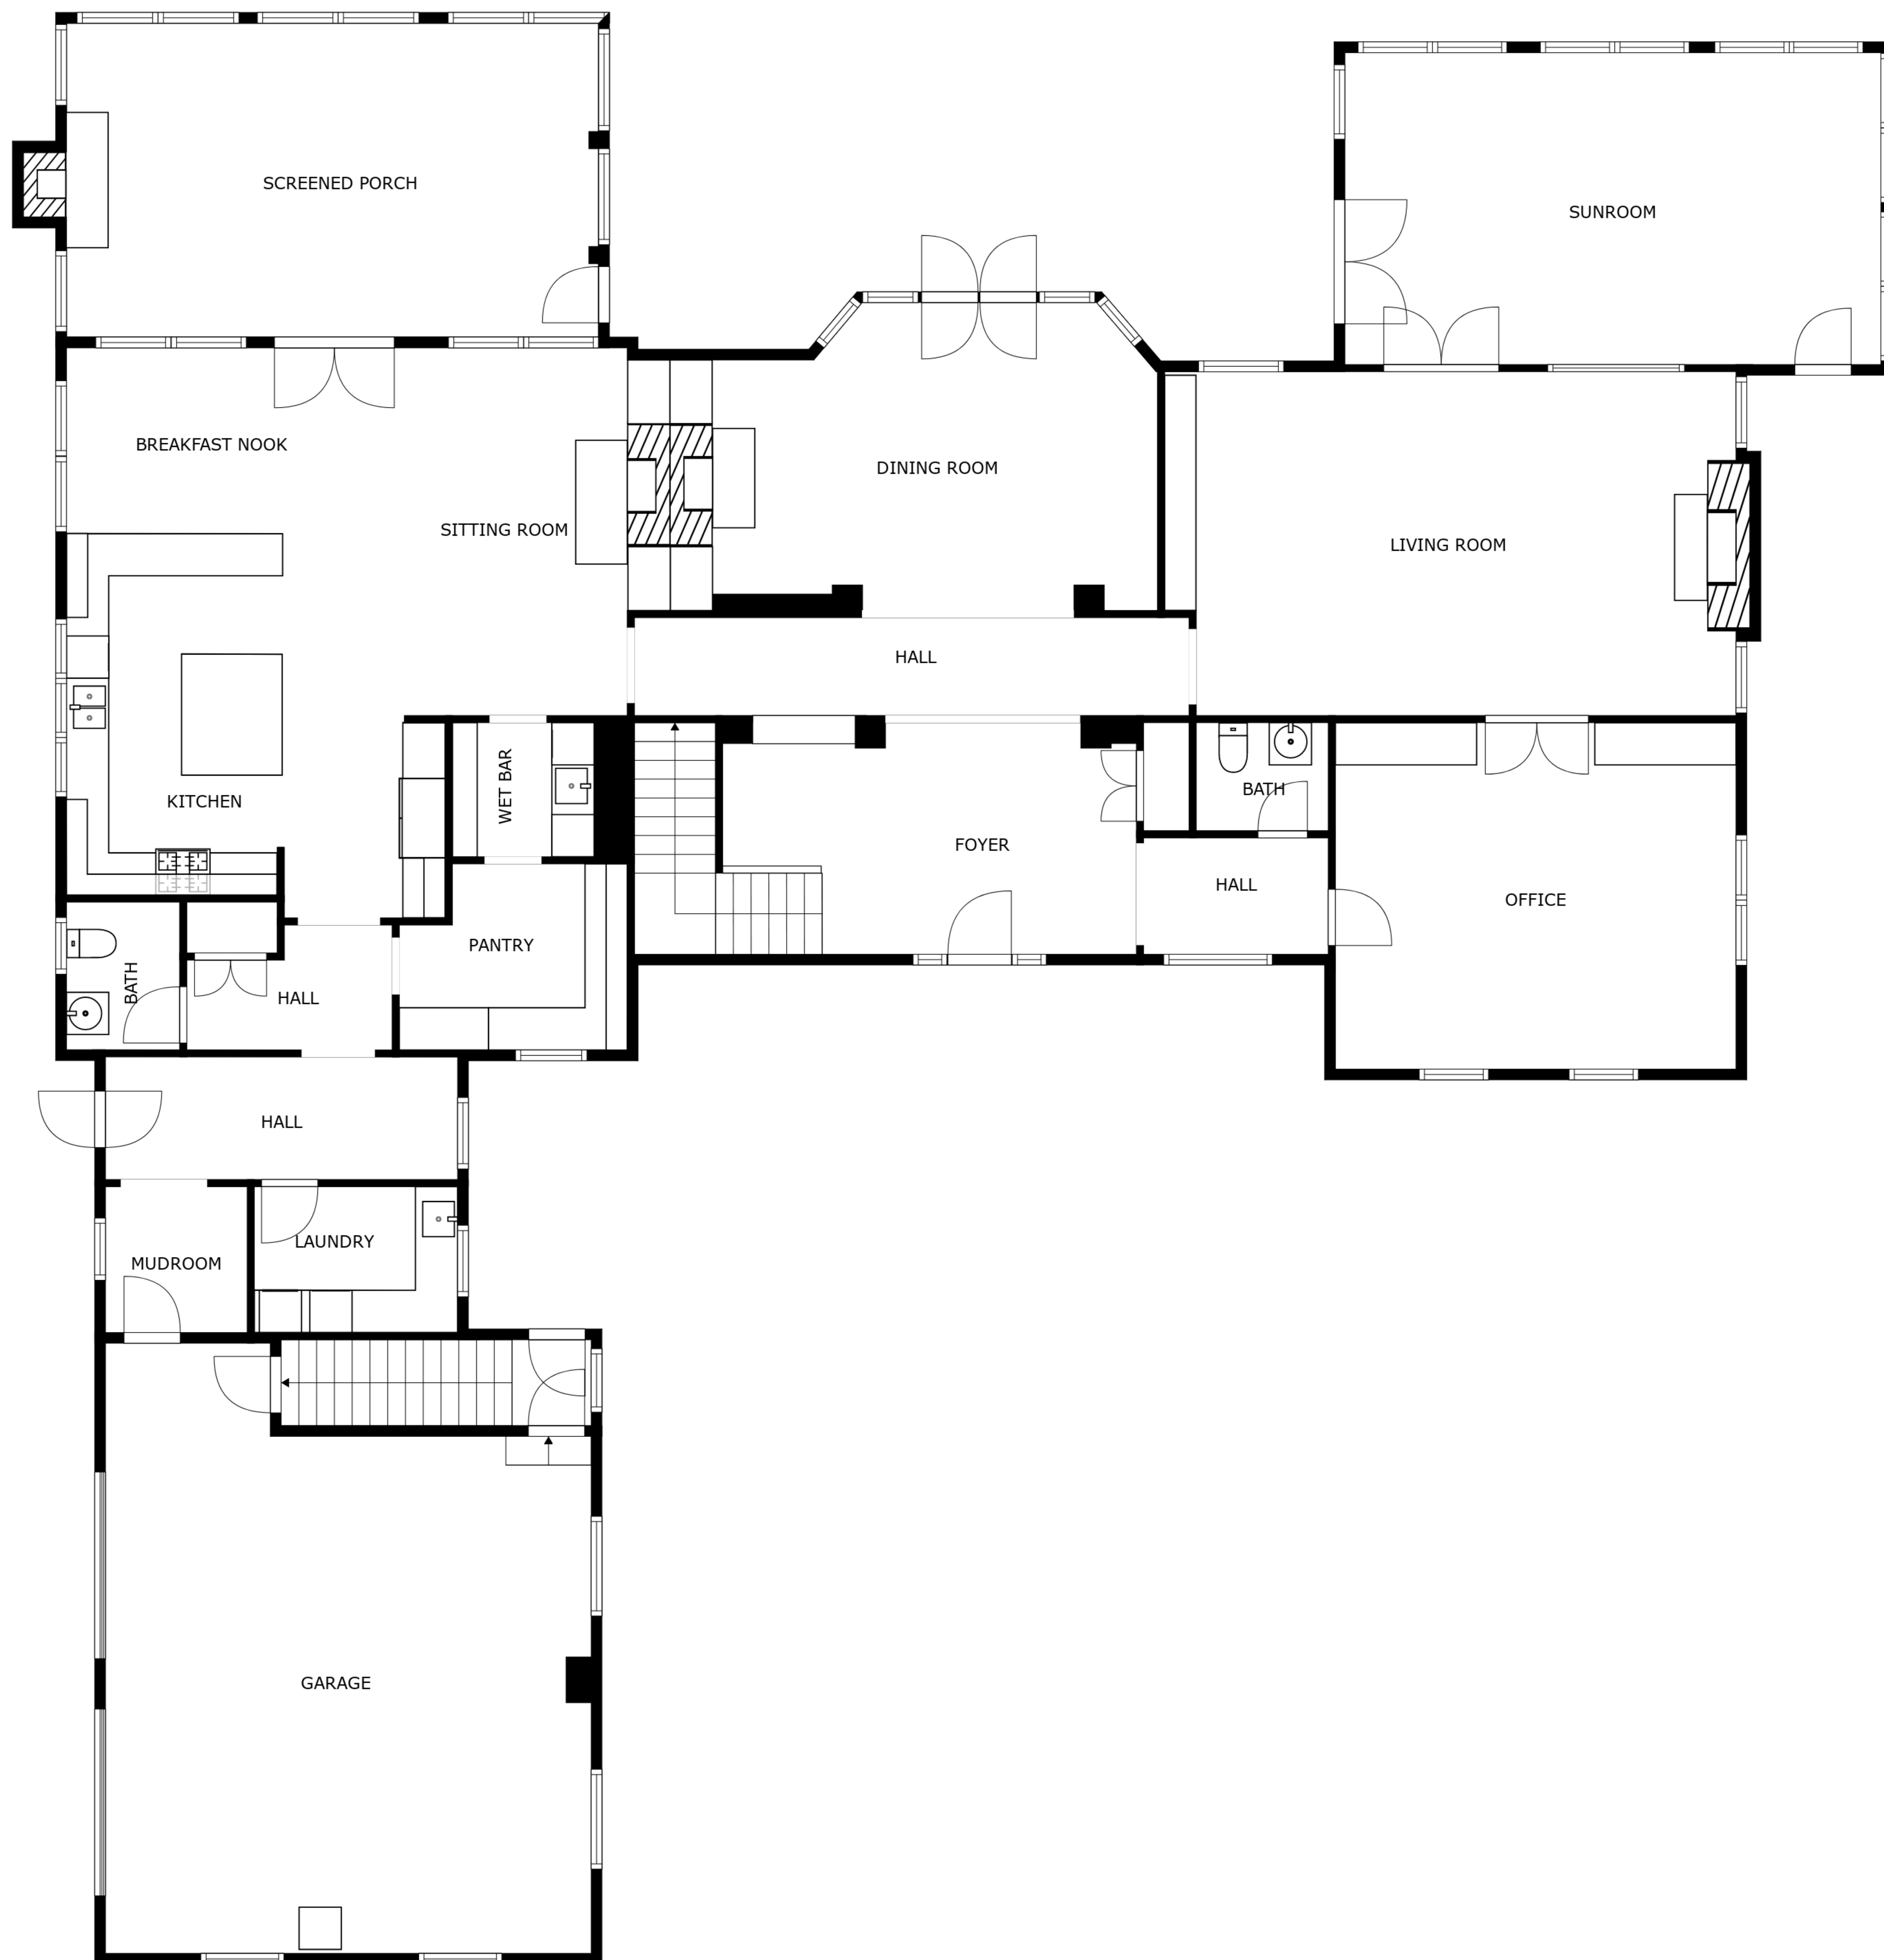 SCREENED PORCH
SUNROOM
BREAKFAST NOOK
DINING ROOM
SITTING ROOM
LIVING ROOM
HALL
WET BAR
BATH
KITCHEN
FOYER
HALL
OFFICE
PANTRY
BATH
HALL
HALL
LAUNDRY
MUDROOM
GARAGE